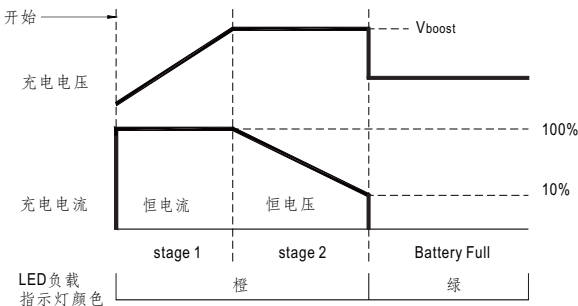 开始
Vboost
充电电压
100%
10%
充电电流
恒电流
恒电压
stage 1
stage 2
Battery Full
LED负载
指示灯颜色
橙
绿